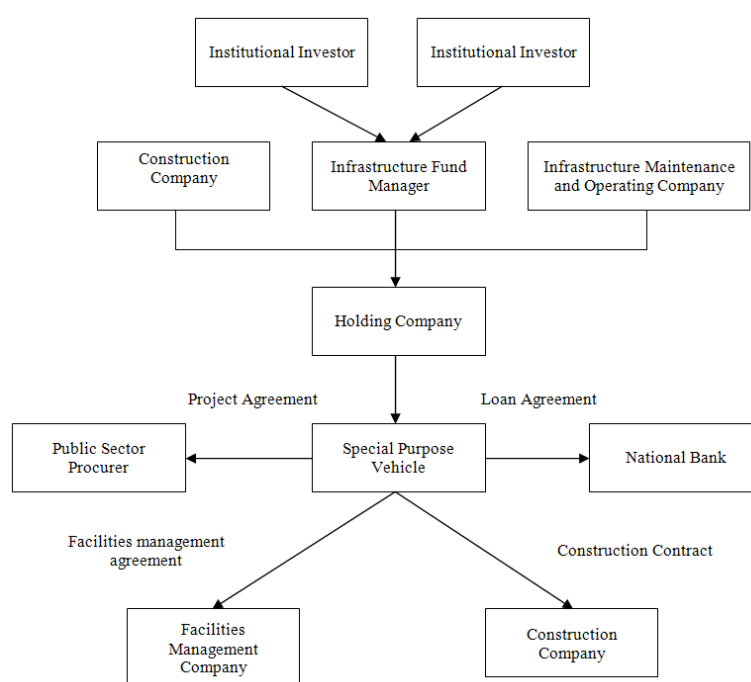 Institutional Investor
Institutional Investor
Construction
Company
Infrastructure Fund
Manager
Infrastructure Maintenance
and Operating Company
Holding Company
Project Agreement
Loan Agreement
Public Sector
Procurer
Special Purpose
Vehicle
National Bank
Facilities management
agreement
Construction Contract
Facilities
Management
Company
Construction
Company